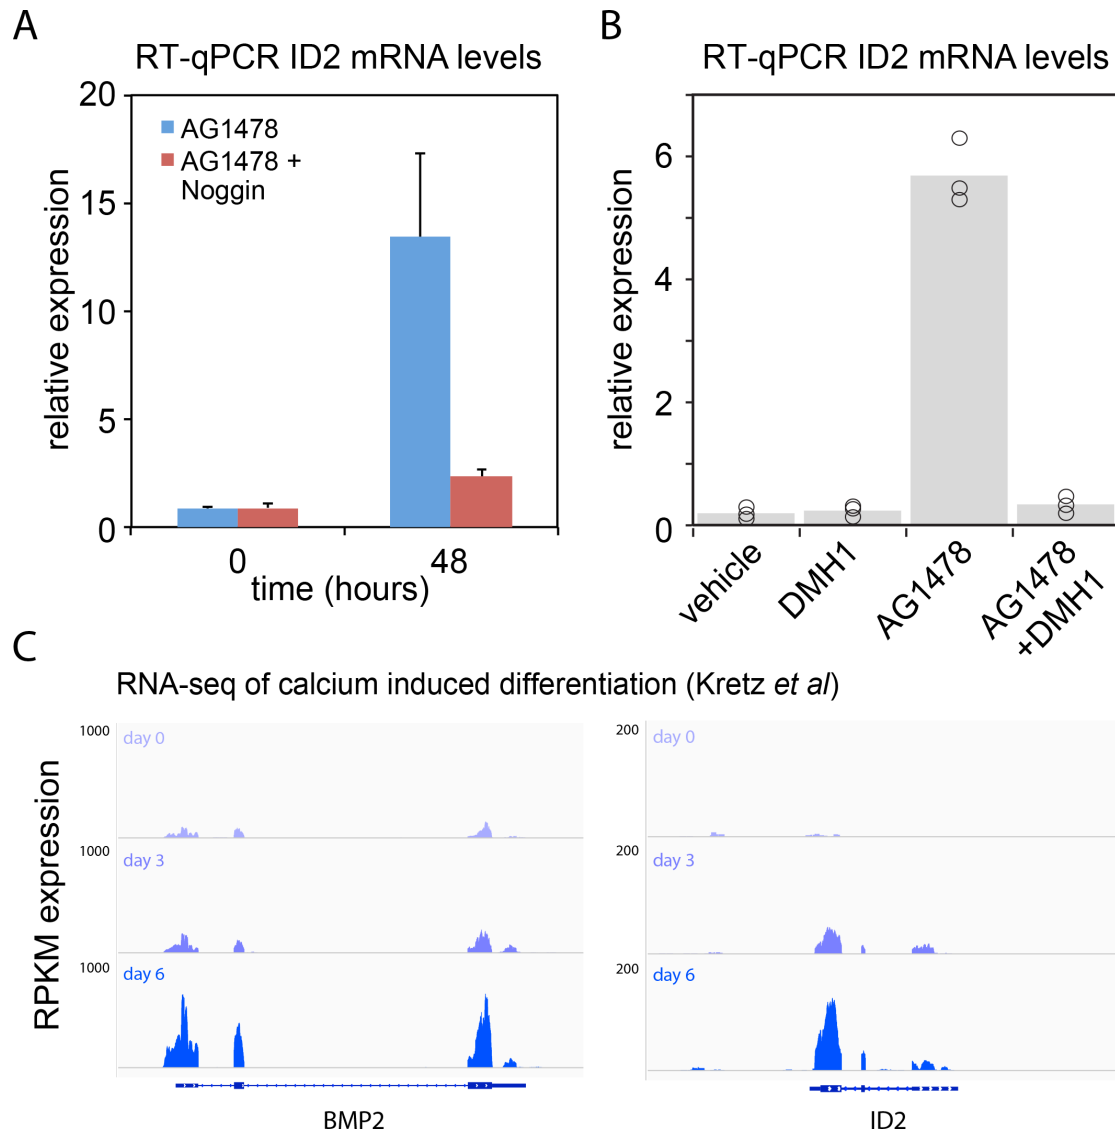 A
RT-qPCR ID2 mRNA levels
relative expression
20
15
10
5
0
AG1478
AG1478 +
Noggin
0
48
time (hours)
B
RT-qPCR ID2 mRNA levels
relative expression
6
4
2
0
vehicle
DMH1
AG1478
AG1478
+DMH1
C
RNA-seq of calcium induced differentiation (Kretz et al)
RPKM expression
1000
day 0
1000
day 3
1000
day 6
BMP2
200
day 0
200
day 3
200
day 6
ID2